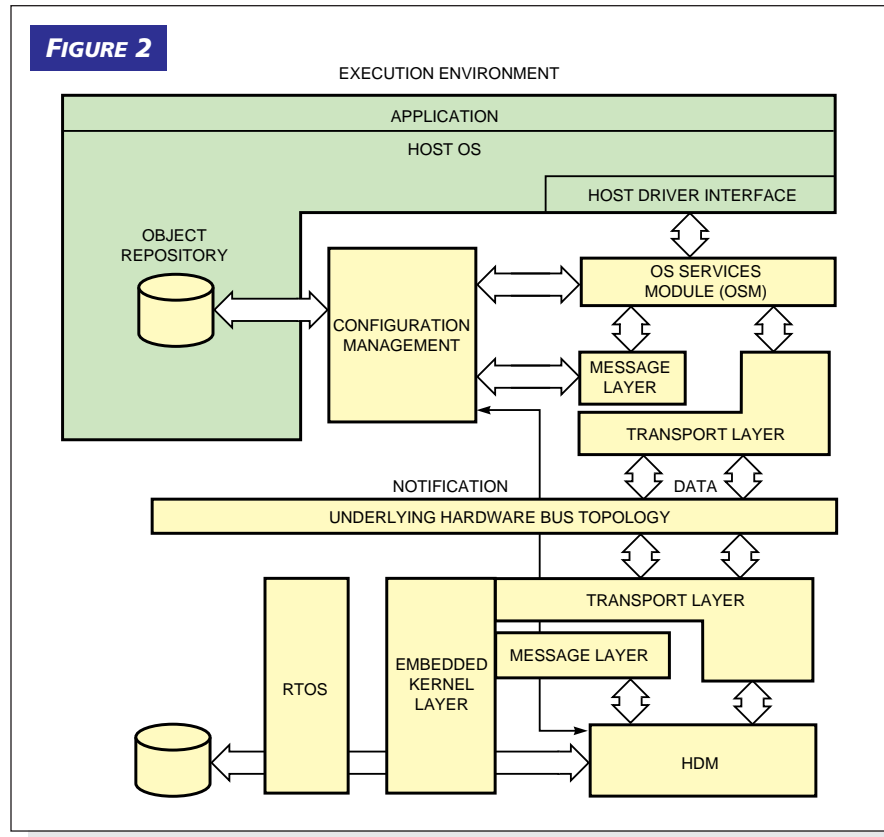 FIGURE 2
EXECUTION ENVIRONMENT
APPLICATION
HOST OS
HOST DRIVER INTERFACE
OBJECT
REPOSITORY
CONFIGURATION
MANAGEMENT
OS SERVICES
MODULE (OSM)
MESSAGE
LAYER
TRANSPORT LAYER
NOTIFICATION
DATA
UNDERLYING HARDWARE BUS TOPOLOGY
TRANSPORT LAYER
MESSAGE LAYER
RTOS
EMBEDDED
KERNEL
LAYER
HDM